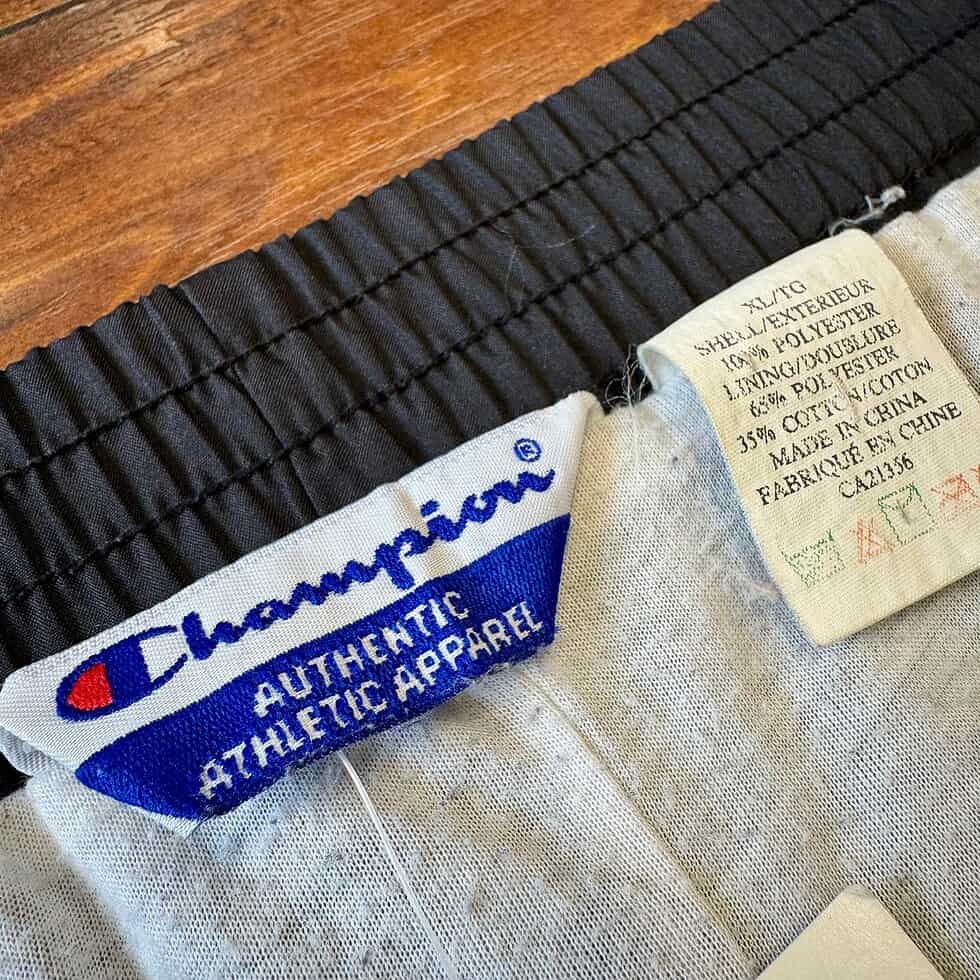 Champion®
AUTHENTIC
ATHLETIC APPAREL
XL/TG
SHELL/EXTERIEUR
100% POLYESTER
LINING/DOUBLURE
65% POLYESTER
35% COTTON/COTON
MADE IN CHINA
FABRIQUE EN CHINE
CA21356